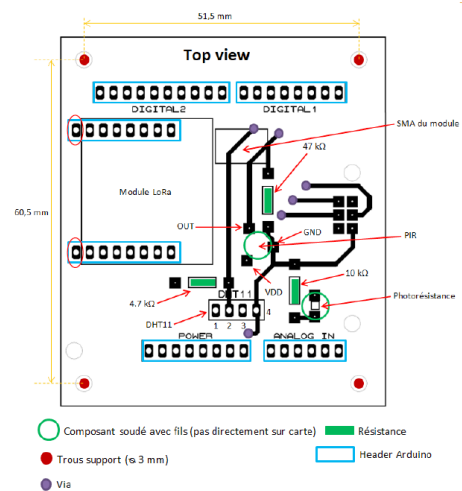 51,5 mm
Top view
DIGITAL2
DIGITAL1
SMA du module
47 kΩ
Module LoRa
60,5 mm
OUT
GND
PIR
VDD
10 kΩ
4.7 kΩ
DHT11
Photorésistance
DHT11
4
1 2 3
POWER
ANALOG IN
Composant soudé avec fils (pas directement sur carte)
Résistance
Trous support (≈ 3 mm)
Header Arduino
Via